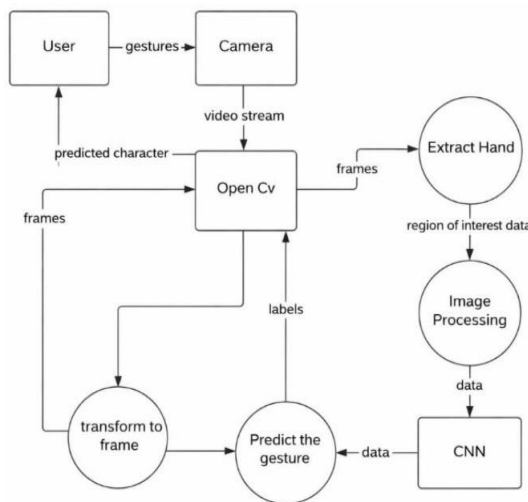 User
gestures
Camera
video stream
predicted character
Open Cv
frames
Extract Hand
frames
region of interest data
Image
Processing
labels
data
transform to
frame
Predict the
gesture
data
CNN